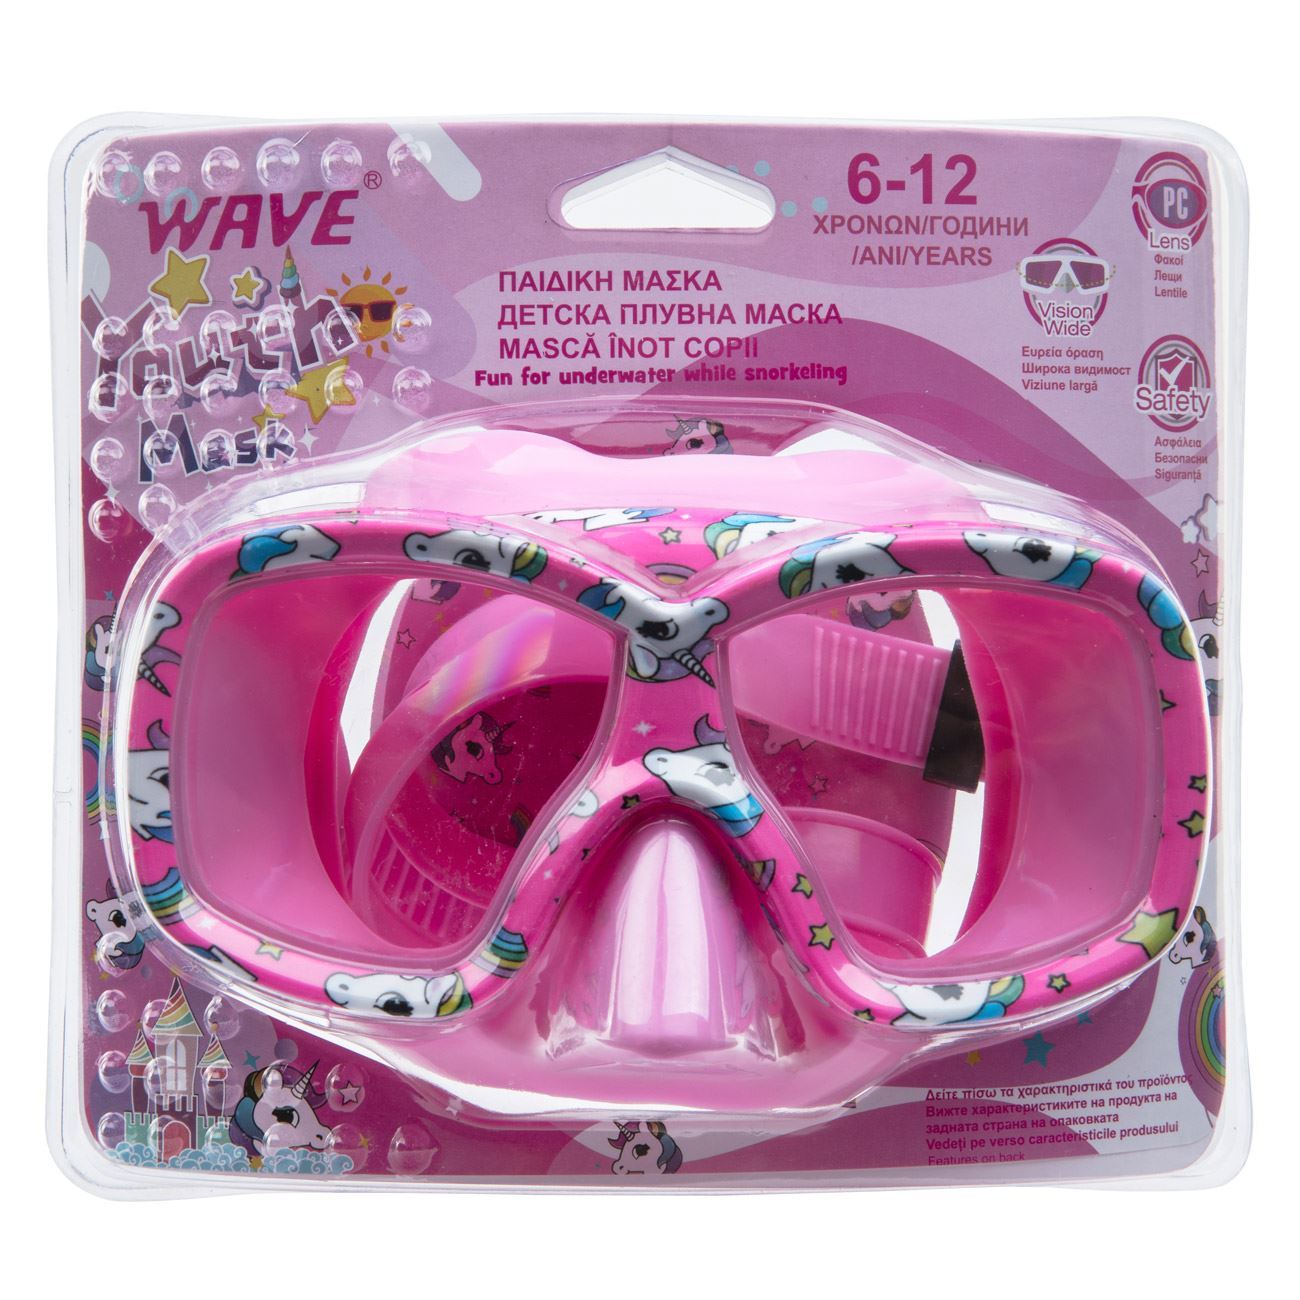 WAVE®
Youth
Mask
6-12
ΧΡΟΝΩΝ/ГОДИНИ
/ANI/YEARS
ΠΑΙΔΙΚΗ ΜΑΣΚΑ
ДЕТСКА ПЛУВНА МАСКА
MASCĂ ÎNOT COPII
Fun for underwater while snorkeling
PC
Lens
Φακοί
Лещи
Lentile
Vision
Wide
Ευρεία όραση
Широка видимост
Viziune largă
Safety
Ασφάλεια
Безопасни
Siguranță
Δείτε πίσω τα χαρακτηριστικά του προϊόντος
Вижте характеристиките на продукта на
задната страна на опаковката
Vedeți pe verso caracteristicile produsului
Features on back